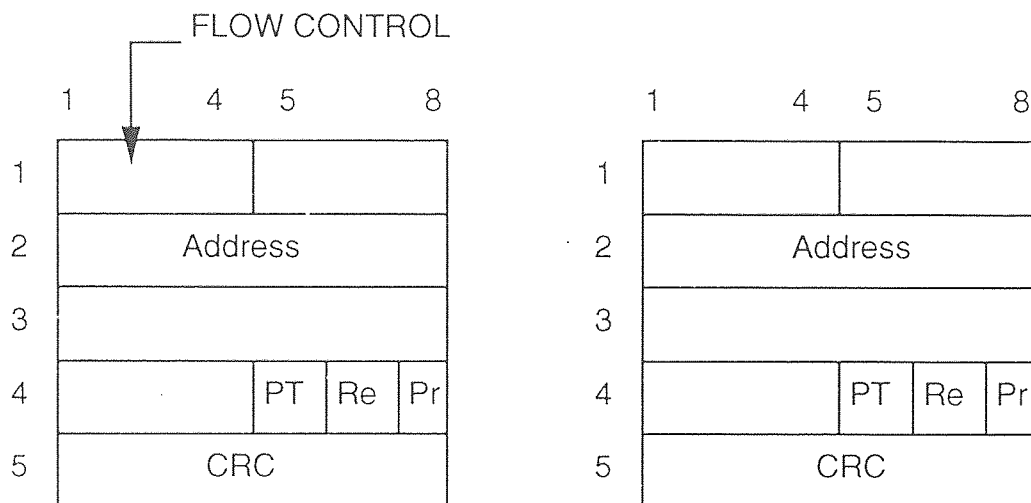 FLOW CONTROL
1 4 5 8
1
2 Address
3
4 PT Re Pr
5 CRC
1 4 5 8
1
2 Address
3
4 PT Re Pr
5 CRC